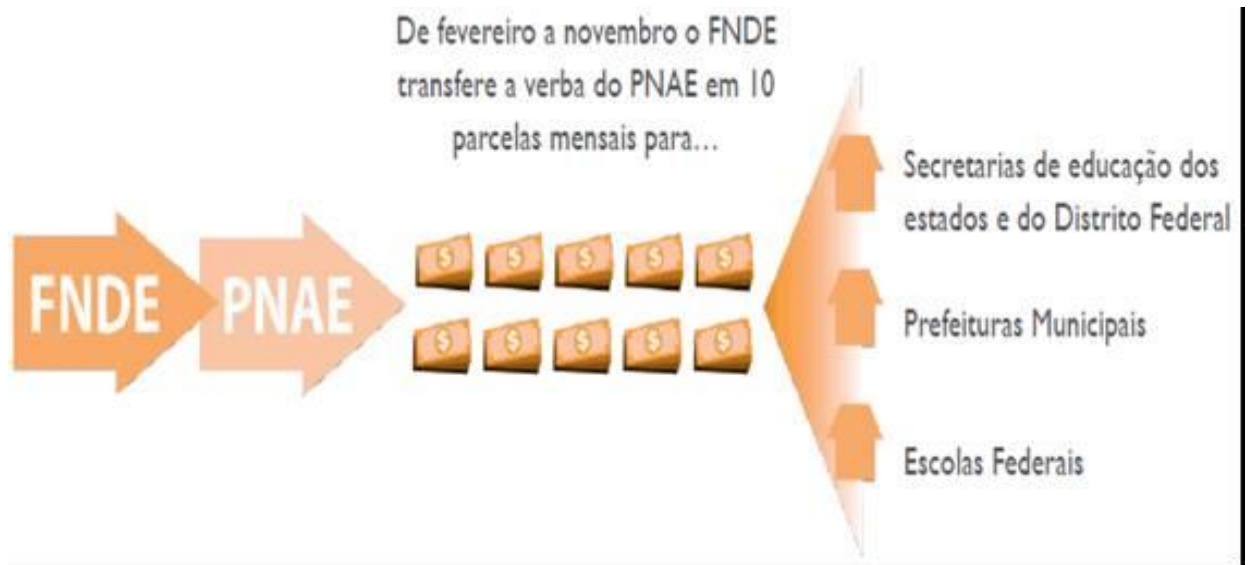 De fevereiro a novembro o FNDE
transfere a verba do PNAE em 10
parcelas mensais para...
FNDE
PNAE
$ $ $ $ $
$ $ $ $ $
Secretarias de educação dos
estados e do Distrito Federal
Prefeituras Municipais
Escolas Federais